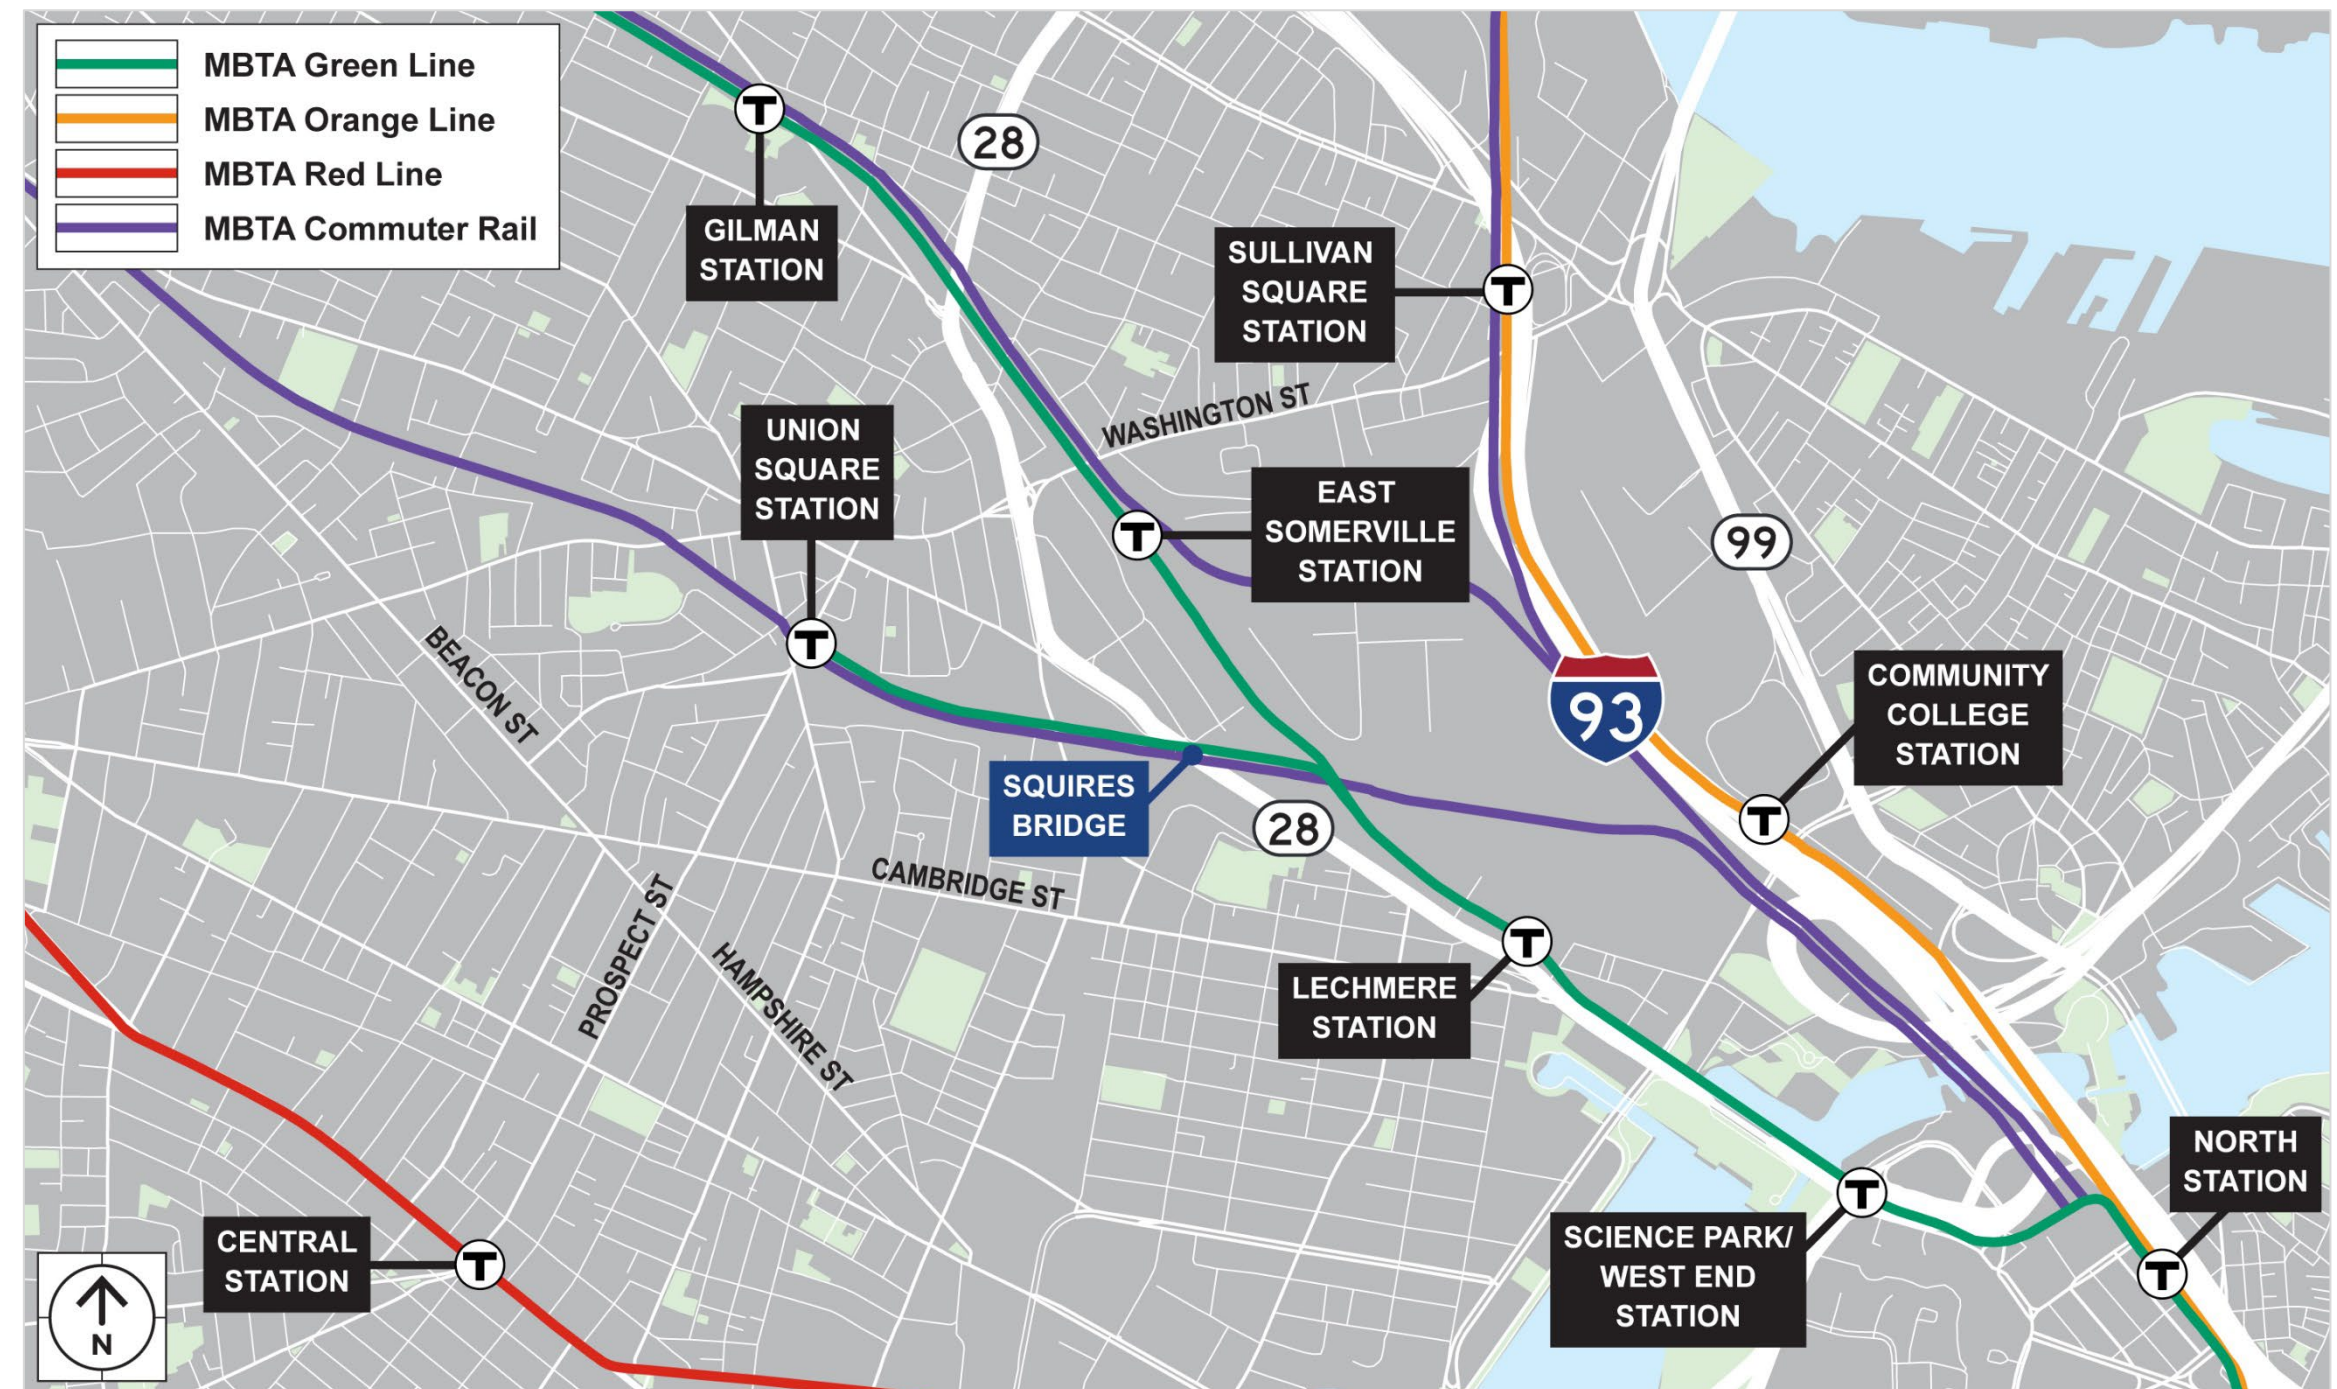 MBTA Green Line
MBTA Orange Line
MBTA Red Line
MBTA Commuter Rail
T
GILMAN
STATION
28
SULLIVAN
SQUARE
STATION
T
WASHINGTON ST
UNION
SQUARE
STATION
T
EAST
SOMERVILLE
STATION
T
99
BEACON ST
93
COMMUNITY
COLLEGE
STATION
T
SQUIRES
BRIDGE
28
CAMBRIDGE ST
PROSPECT ST
HAMPSHIRE ST
T
LECHMERE
STATION
NORTH
STATION
T
T
SCIENCE PARK/
WEST END
STATION
CENTRAL
STATION
T
N